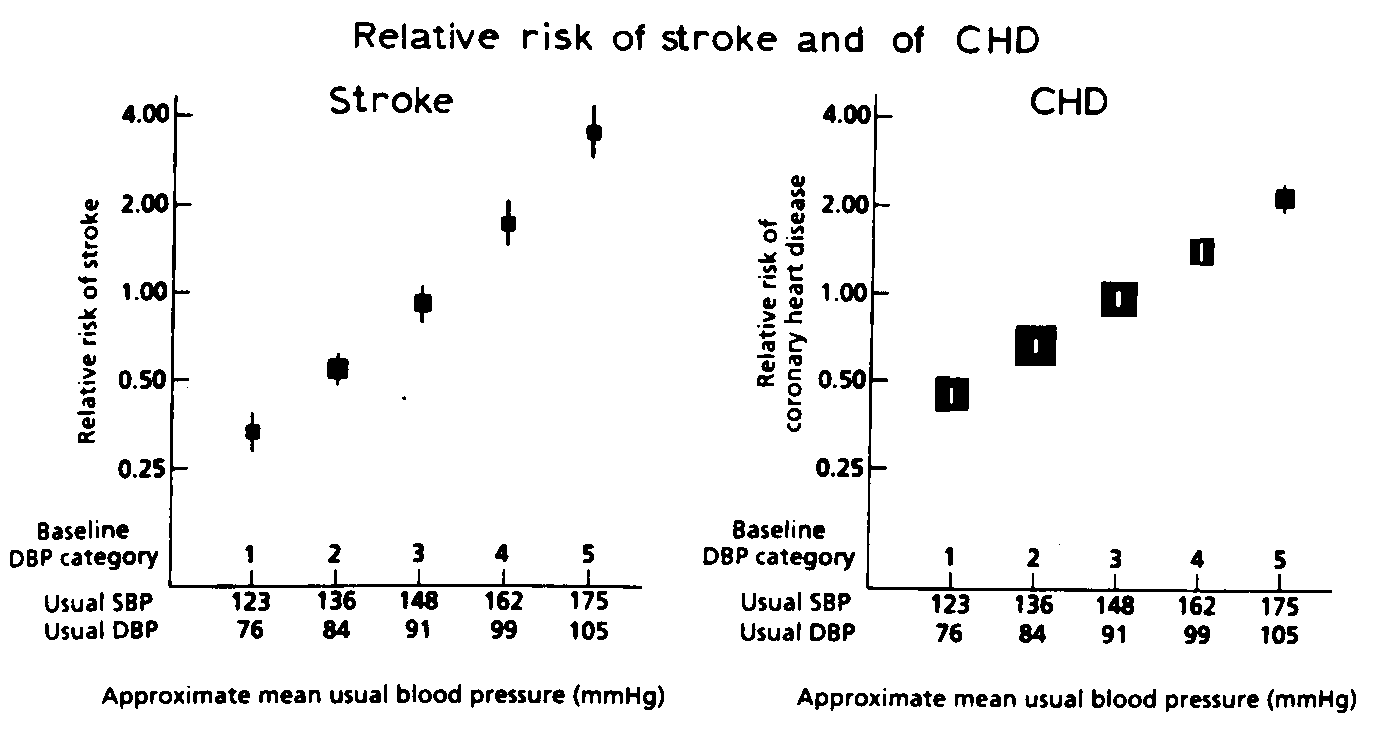 Relative risk of stroke and of CHD
Stroke
4.00
2.00
1.00
0.50
0.25
Relative risk of stroke
Baseline
DBP category 1 2 3 4 5
Usual SBP 123 136 148 162 175
Usual DBP 76 84 91 99 105
Approximate mean usual blood pressure (mmHg)
CHD
4.00
2.00
1.00
0.50
0.25
Relative risk of
coronary heart disease
Baseline
DBP category 1 2 3 4 5
Usual SBP 123 136 148 162 175
Usual DBP 76 84 91 99 105
Approximate mean usual blood pressure (mmHg)